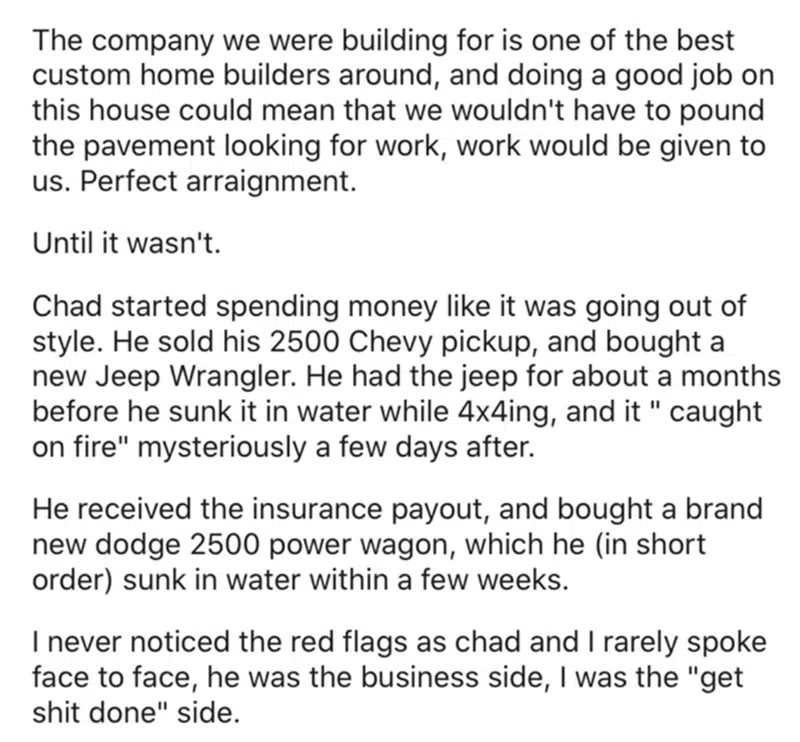 The company we were building for is one of the best
custom home builders around, and doing a good job on
this house could mean that we wouldn't have to pound
the pavement looking for work, work would be given to
us. Perfect arraignment.
Until it wasn't.
Chad started spending money like it was going out of
style. He sold his 2500 Chevy pickup, and bought a
new Jeep Wrangler. He had the jeep for about a months
before he sunk it in water while 4x4ing, and it " caught
on fire" mysteriously a few days after.
He received the insurance payout, and bought a brand
new dodge 2500 power wagon, which he (in short
order) sunk in water within a few weeks.
I never noticed the red flags as chad and I rarely spoke
face to face, he was the business side, I was the "get
shit done" side.